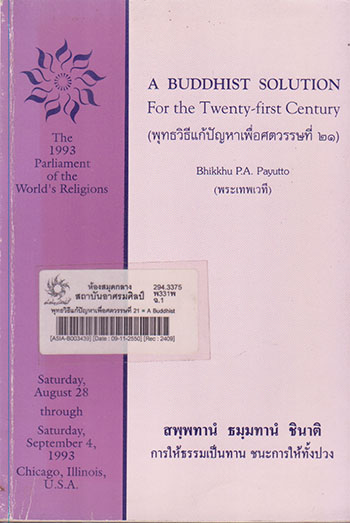 A BUDDHIST SOLUTION
For the Twenty-first Century
(พุทธวิธีแก้ปัญหาเพื่อศตวรรษที่ ๒๑)
Bhikkhu P.A. Payutto
(พระเทพเวที)
The
1993
Parliament
of the
World's Religions
ห้องสมุดกลาง
สถาบันอาศรมศิลป์
294.3375
พ331พ
ฉ.1
พุทธวิธีแก้ปัญหาเพื่อศตวรรษที่ 21 = A Buddhist
[ASIA-B003439] [Date : 09-11-2550] [Rec : 2409]
Saturday,
August 28
through
Saturday,
September 4,
1993
Chicago, Illinois,
U.S.A.
สพฺพทานํ ธมฺมทานํ ชินาติ
การให้ธรรมเป็นทาน ชนะการให้ทั้งปวง